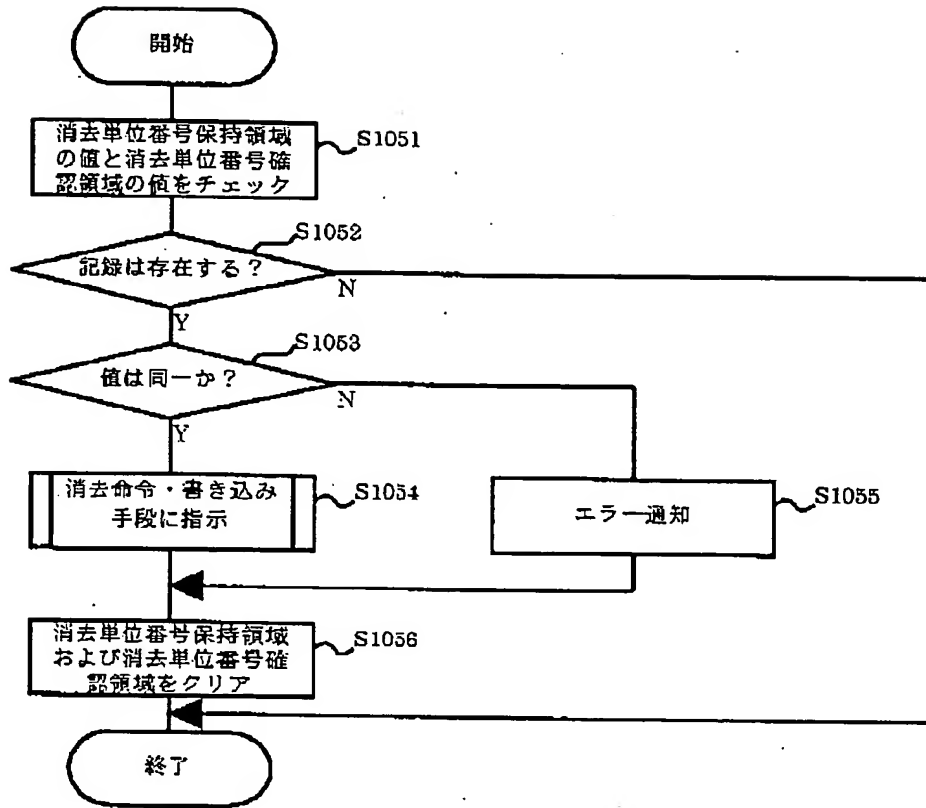 開始
消去単位番号保持領域
の値と消去単位番号確
認領域の値をチェック
S1051
S1052
記録は存在する？
N
Y
S1053
値は同一か？
N
Y
消去命令・書き込み
手段に指示
S1054
エラー通知
S1055
消去単位番号保持領域
および消去単位番号確
認領域をクリア
S1056
終了